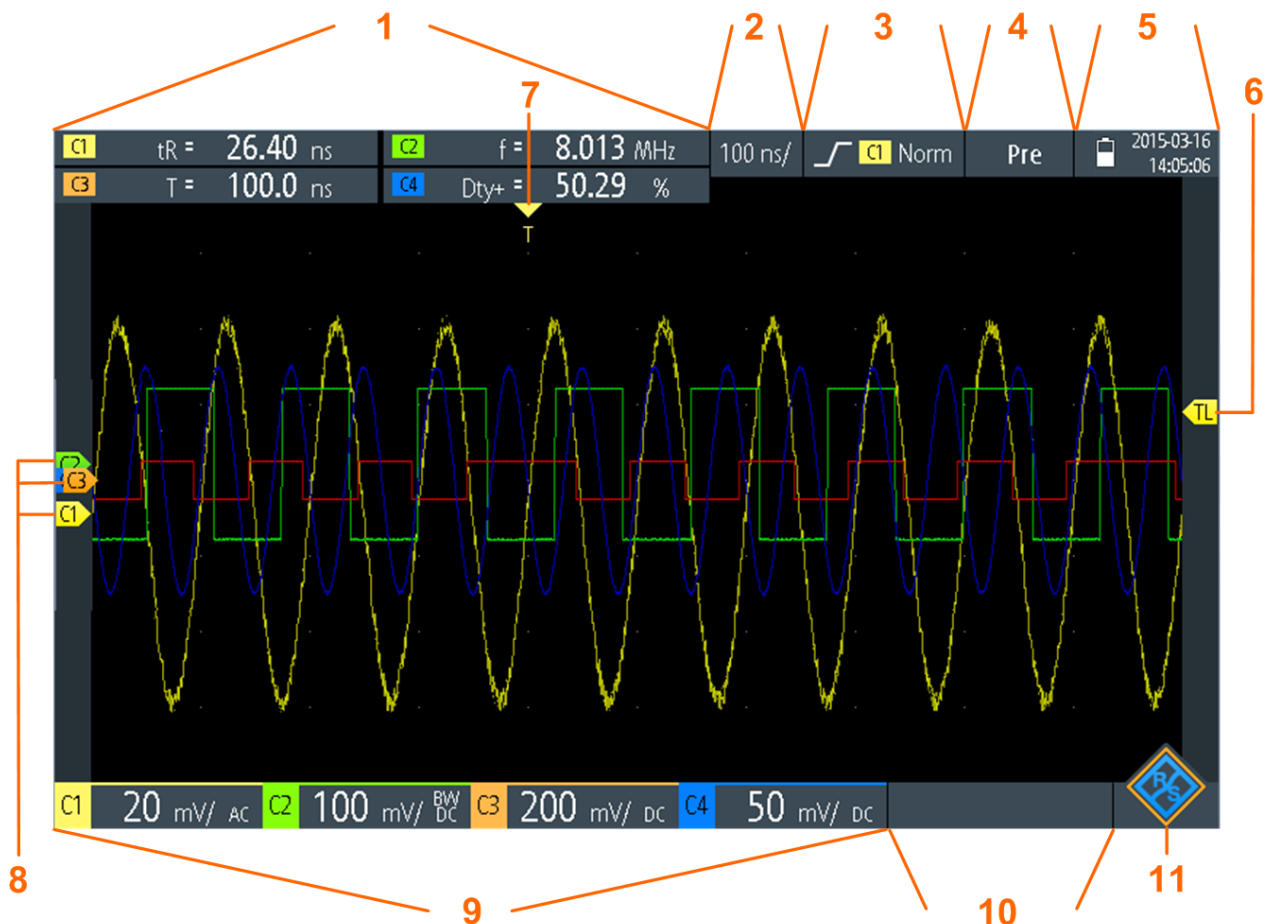 1
2
3
4
5
7
6
C1 tR = 26.40 ns
C2 f = 8.013 MHz
100 ns/
C1 Norm
Pre
2015-03-16
14:05:06
C3 T = 100.0 ns
C4 Dty+ = 50.29 %
T
TL
C2
C3
C1
8
C1 20 mV/ AC
C2 100 mV/ BW DC
C3 200 mV/ DC
C4 50 mV/ DC
R S
9
10
11